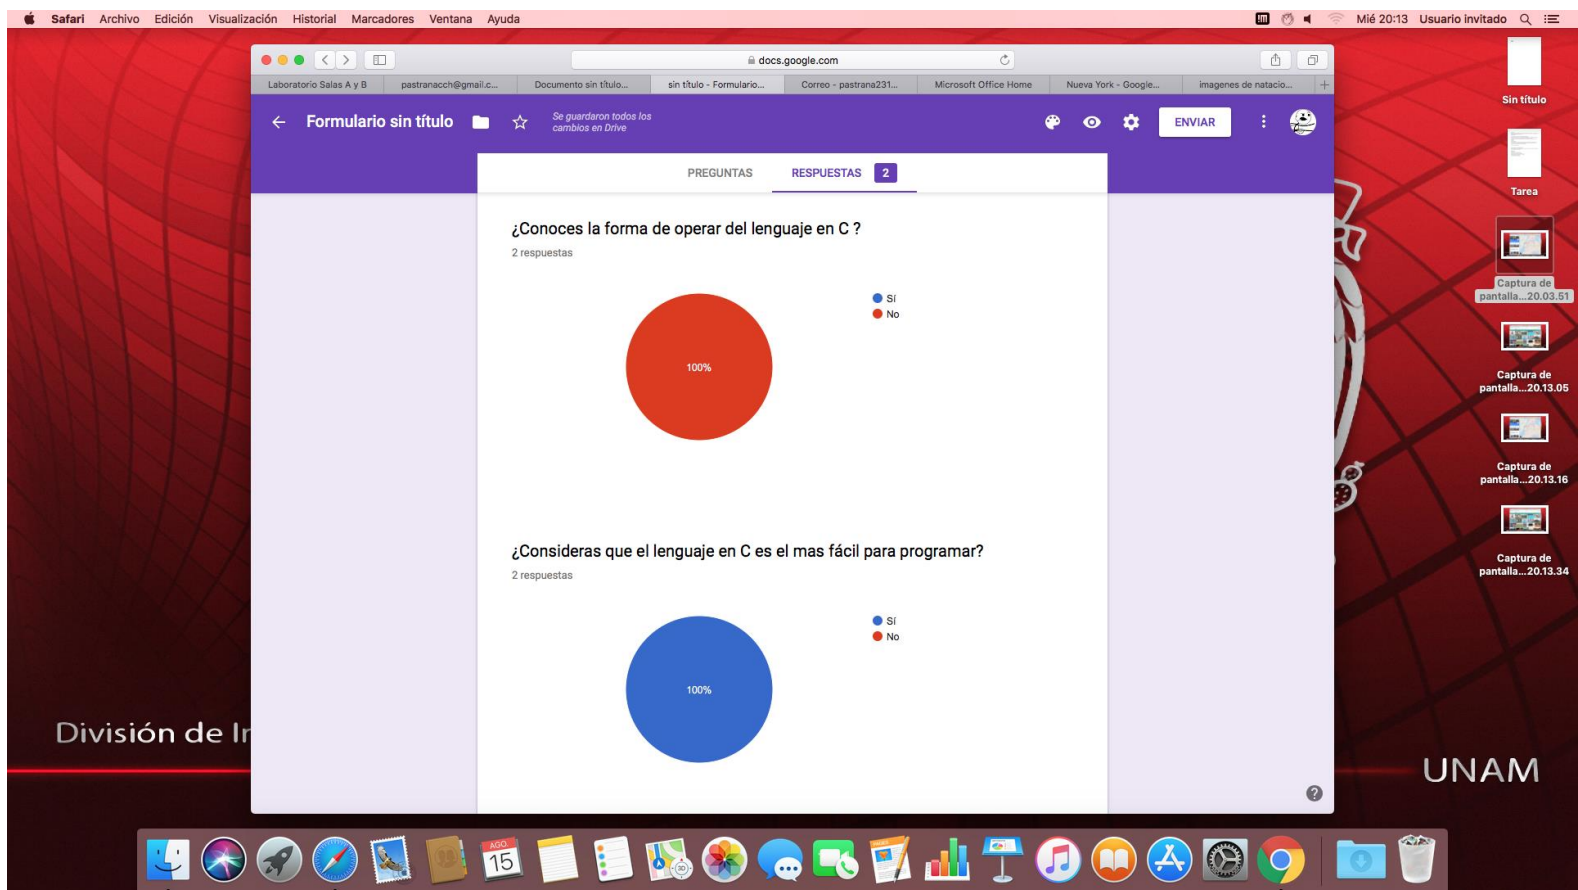 Safari Archivo Edición Visualización Historial Marcadores Ventana Ayuda
Mié 20:13 Usuario invitado
docs.google.com
Laboratorio Salas A y B
pastranacch@gmail.c...
Documento sin título...
sin título - Formulario...
Correo - pastrana231...
Microsoft Office Home
Nueva York - Google...
imagenes de natacio...
Formulario sin título
Se guardaron todos los
cambios en Drive
ENVIAR
PREGUNTAS
RESPUESTAS 2
¿Conoces la forma de operar del lenguaje en C ?
2 respuestas
Sí
No
100%
¿Consideras que el lenguaje en C es el mas fácil para programar?
2 respuestas
Sí
No
100%
Sin título
Tarea
Captura de
pantalla...20.03.51
Captura de
pantalla...20.13.05
Captura de
pantalla...20.13.16
Captura de
pantalla...20.13.34
División de In
UNAM
AGO.
15
3D